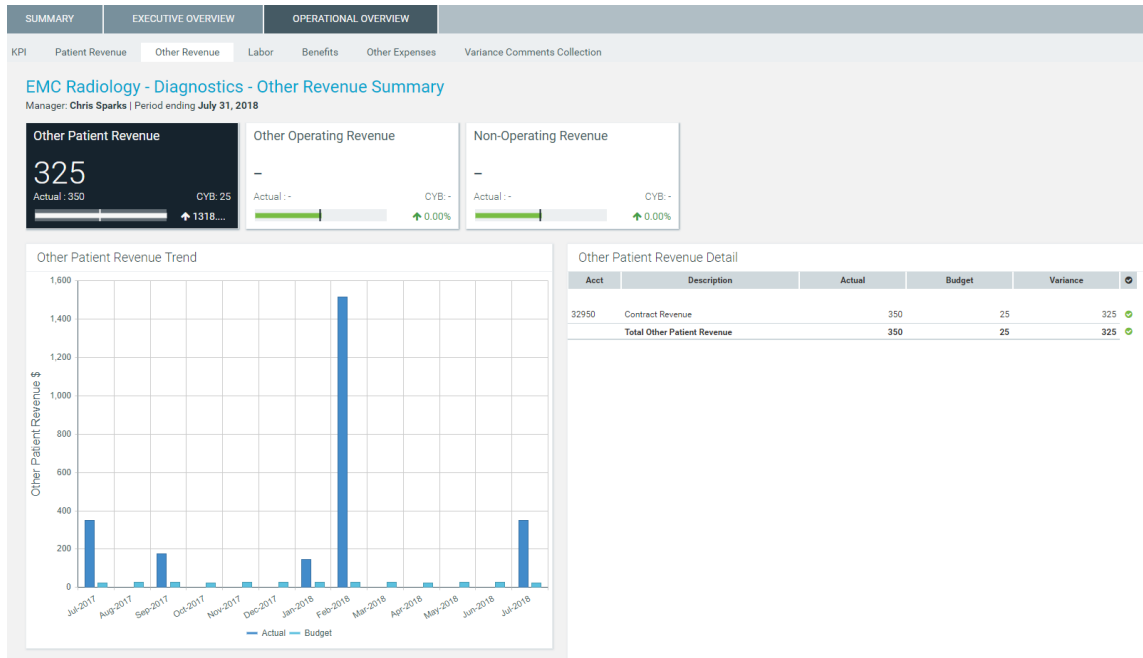 SUMMARY EXECUTIVE OVERVIEW OPERATIONAL OVERVIEW
KPI Patient Revenue Other Revenue Labor Benefits Other Expenses Variance Comments Collection
EMC Radiology - Diagnostics - Other Revenue Summary
Manager: Chris Sparks | Period ending July 31, 2018
Other Patient Revenue
325
Actual : 350 CYB: 25
1318....
Other Operating Revenue
–
Actual : - CYB: -
0.00%
Non-Operating Revenue
–
Actual : - CYB: -
0.00%
Other Patient Revenue Trend
Other Patient Revenue $
1,600
1,400
1,200
1,000
800
600
400
200
0
Jul-2017 Aug-2017 Sep-2017 Oct-2017 Nov-2017 Dec-2017 Jan-2018 Feb-2018 Mar-2018 Apr-2018 May-2018 Jun-2018 Jul-2018
Actual Budget
Other Patient Revenue Detail
Acct Description Actual Budget Variance
32950 Contract Revenue 350 25 325
Total Other Patient Revenue 350 25 325